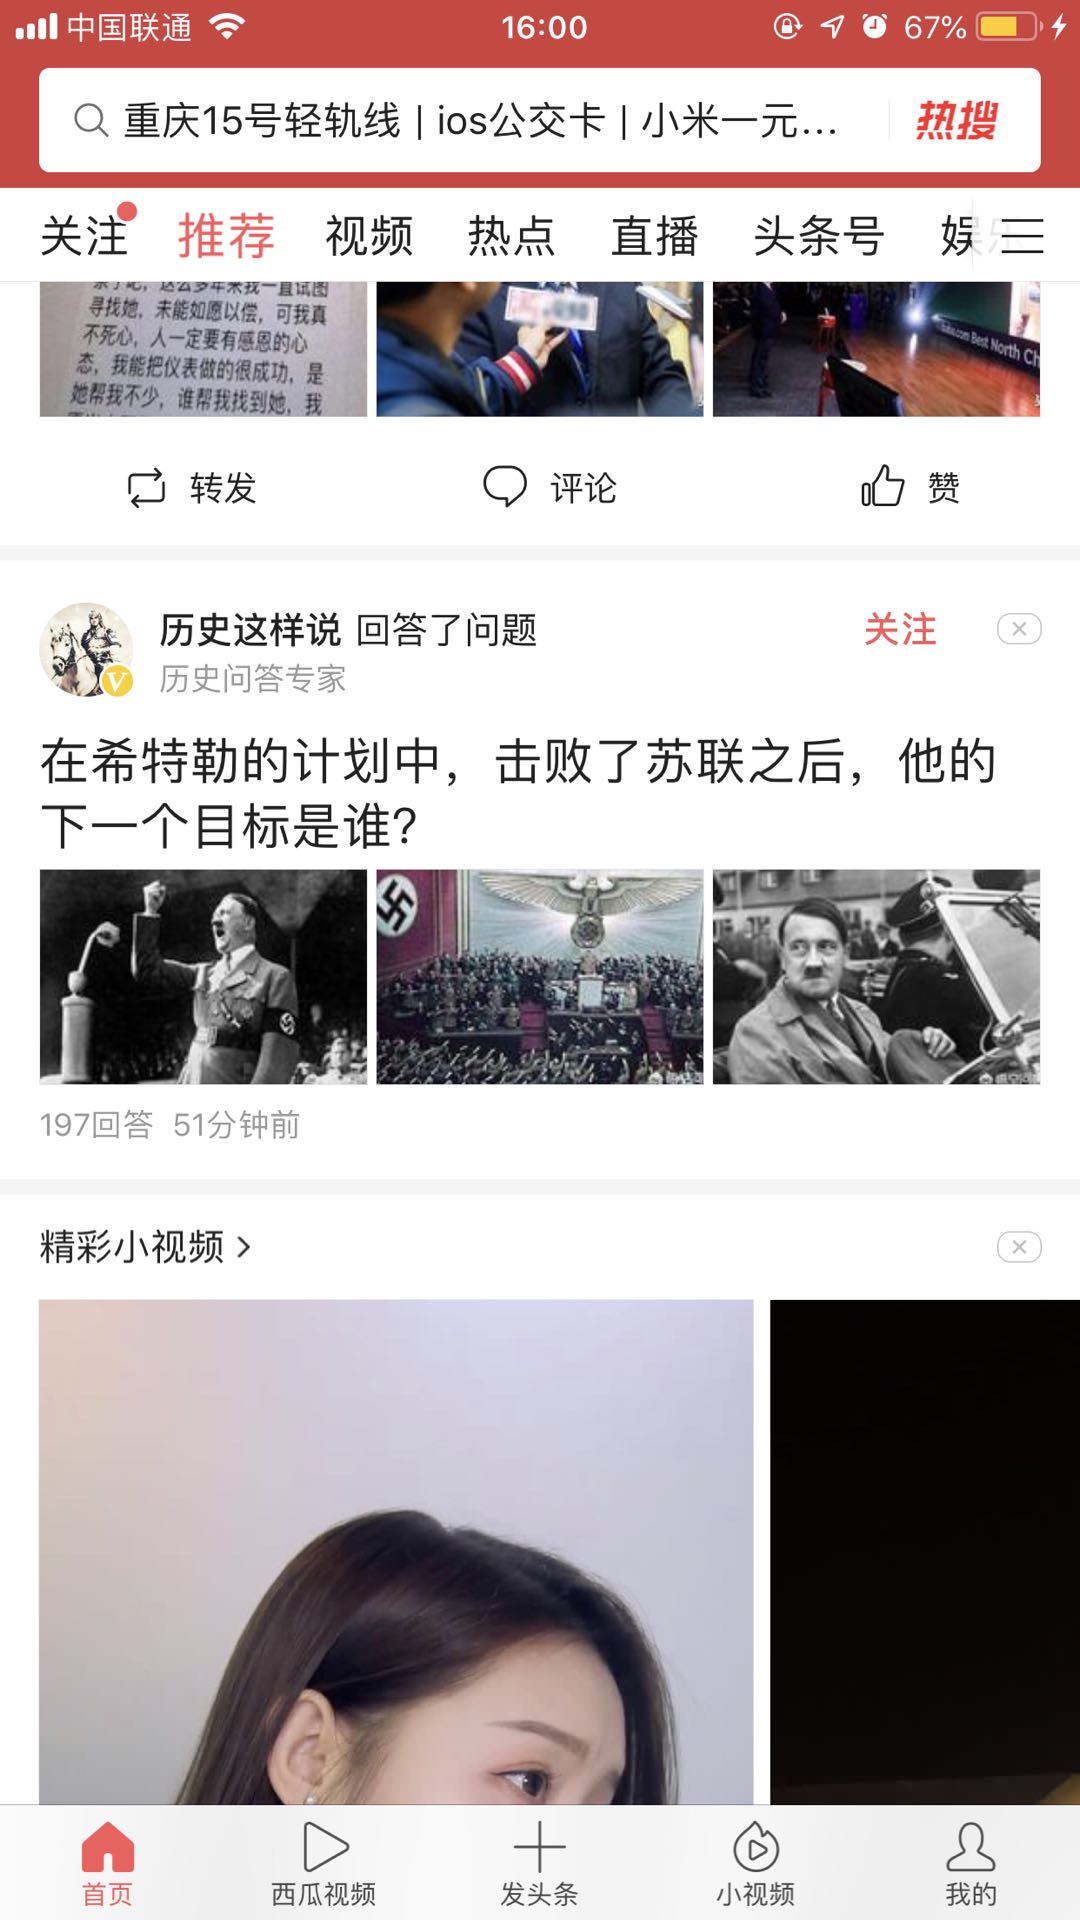 中国联通
16:00
67%
重庆15号轻轨线 | ios公交卡 | 小米一元...
热搜
关注
推荐
视频
热点
直播
头条号
娱乐
寻找她，未能如愿以偿，可我真
不死心，人一定要有感恩的心
态，我能把仪表做的很成功，是
她帮我不少，谁帮我找到她，我
Best North Ch
转发
评论
赞
历史这样说 回答了问题
关注
历史问答专家
在希特勒的计划中，击败了苏联之后，他的
下一个目标是谁?
197回答 51分钟前
精彩小视频
首页
西瓜视频
发头条
小视频
我的